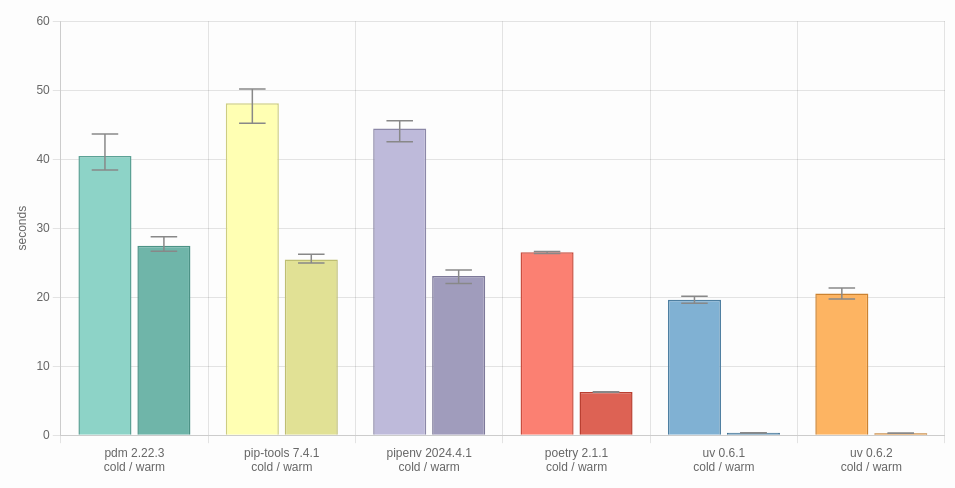 60
50
40
30
20
10
0
seconds
pdm 2.22.3
cold / warm
pip-tools 7.4.1
cold / warm
pipenv 2024.4.1
cold / warm
poetry 2.1.1
cold / warm
uv 0.6.1
cold / warm
uv 0.6.2
cold / warm